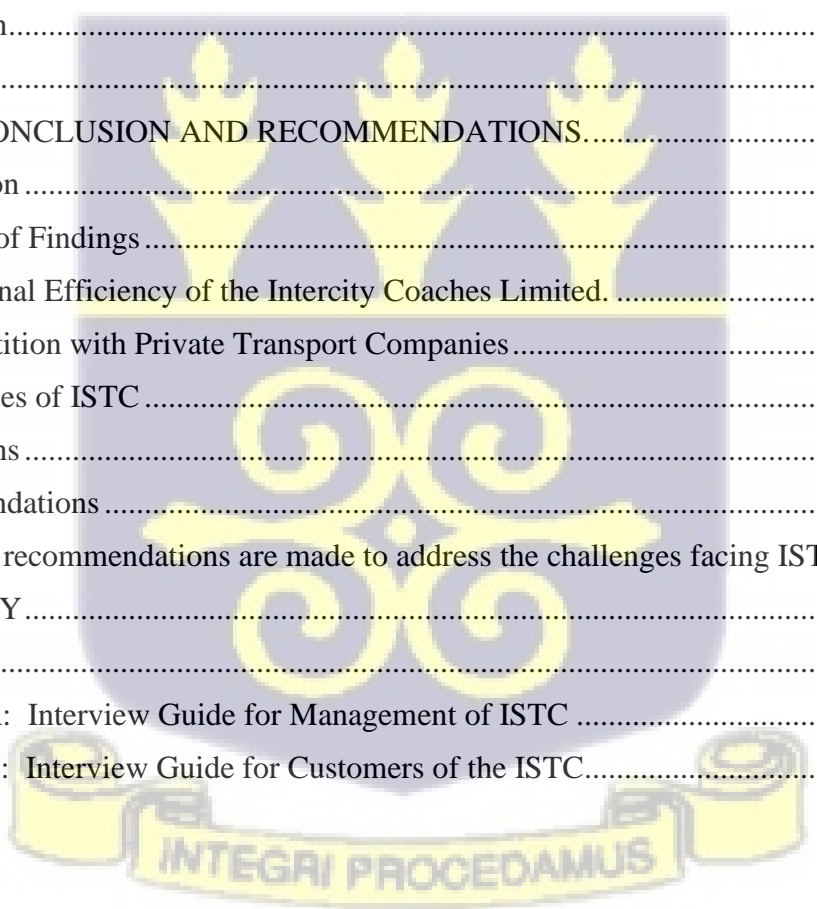 n..........................................................................................
..........................................................................................
ONCLUSION AND RECOMMENDATIONS..........................
on..........................................................................................
of Findings..........................................................................
nal Efficiency of the Intercity Coaches Limited. ......................
tition with Private Transport Companies..................................
es of ISTC..........................................................................
ns..........................................................................................
ndations..........................................................................
recommendations are made to address the challenges facing IST
Y..........................................................................................
..........................................................................................
: Interview Guide for Management of ISTC ..........................
: Interview Guide for Customers of the ISTC..........................
INTEGRI PROCEDAMUS